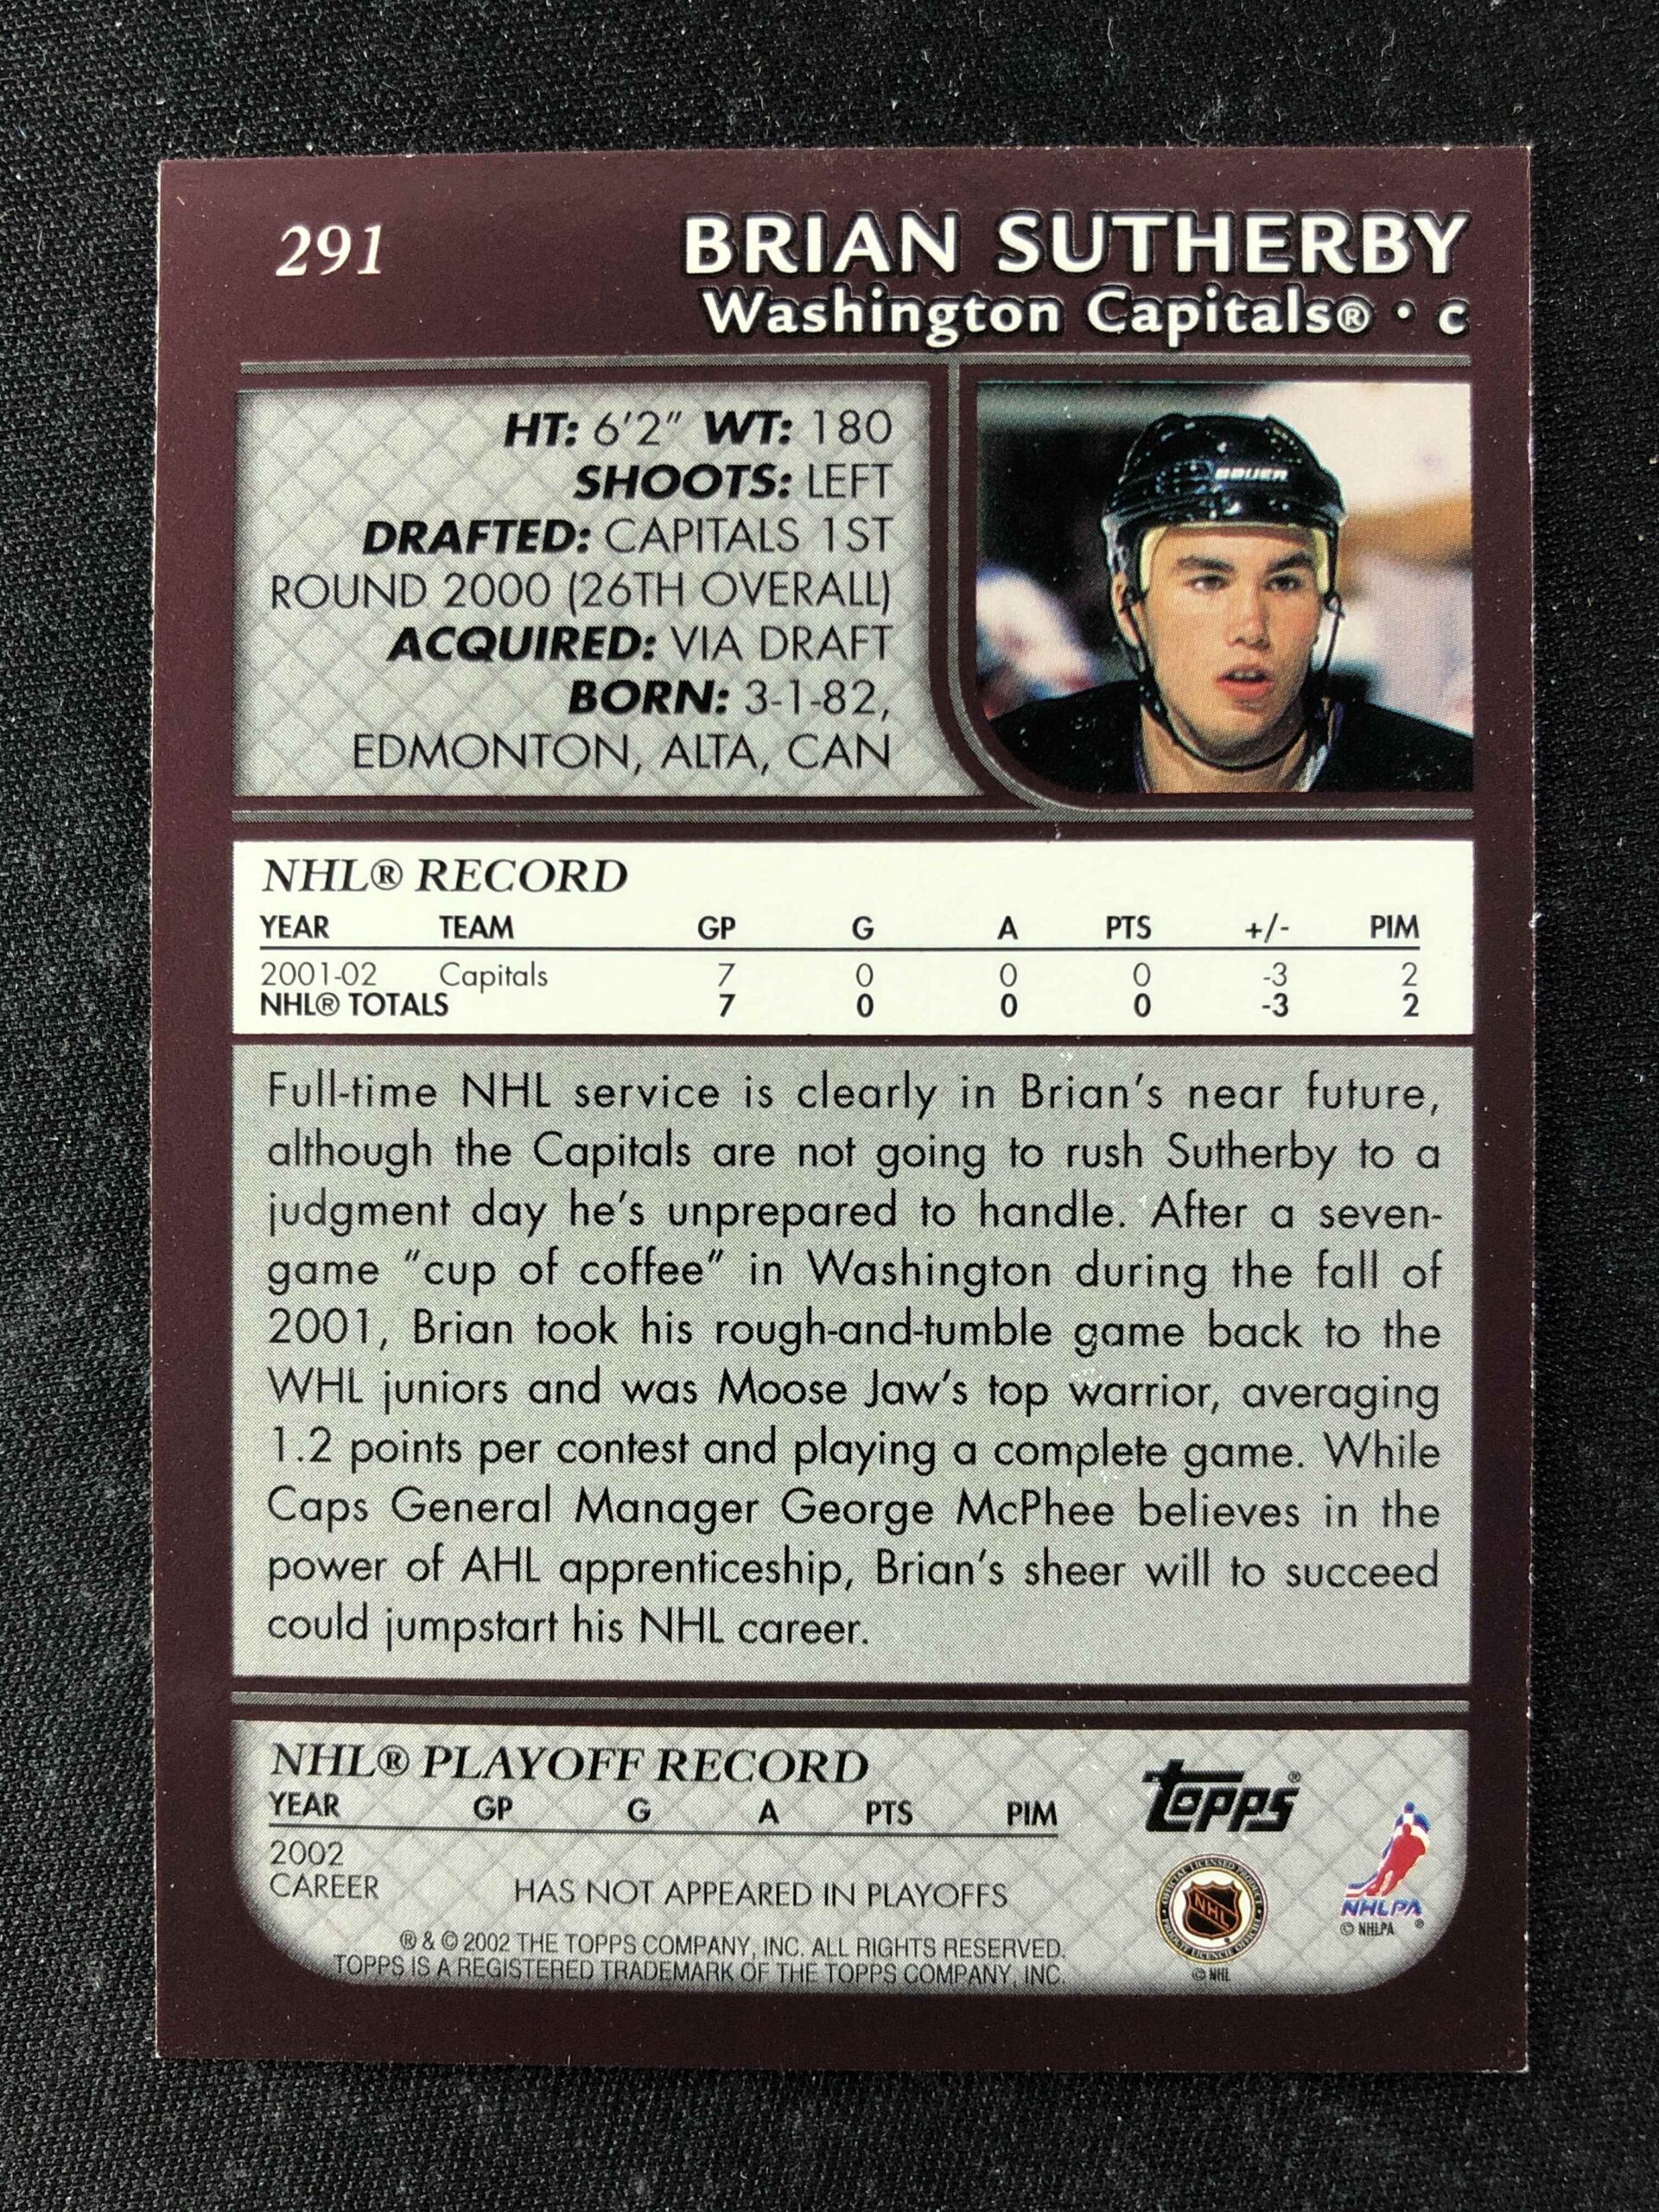 291
BRIAN SUTHERBY
Washington Capitals® • C
HT: 6'2" WT: 180
SHOOTS: LEFT
DRAFTED: CAPITALS 1ST
ROUND 2000 (26TH OVERALL)
ACQUIRED: VIA DRAFT
BORN: 3-1-82,
EDMONTON, ALTA, CAN
BAUER
NHL® RECORD
YEAR TEAM GP G A PTS +/- PIM
2001-02 Capitals 7 0 0 0 -3 2
NHL® TOTALS 7 0 0 0 -3 2
Full-time NHL service is clearly in Brian's near future,
although the Capitals are not going to rush Sutherby to a
judgment day he's unprepared to handle. After a seven-
game "cup of coffee" in Washington during the fall of
2001, Brian took his rough-and-tumble game back to the
WHL juniors and was Moose Jaw's top warrior, averaging
1.2 points per contest and playing a complete game. While
Caps General Manager George McPhee believes in the
power of AHL apprenticeship, Brian's sheer will to succeed
could jumpstart his NHL career.
NHL® PLAYOFF RECORD
YEAR GP G A PTS PIM
2002
CAREER HAS NOT APPEARED IN PLAYOFFS
® & © 2002 THE TOPPS COMPANY, INC. ALL RIGHTS RESERVED.
TOPPS IS A REGISTERED TRADEMARK OF THE TOPPS COMPANY, INC.
Topps®
OFFICIAL LICENSED PRODUCT
NHL
PRODUIT LICENCIE OFFICIEL
© NHL
NHLPA
© NHLPA ®